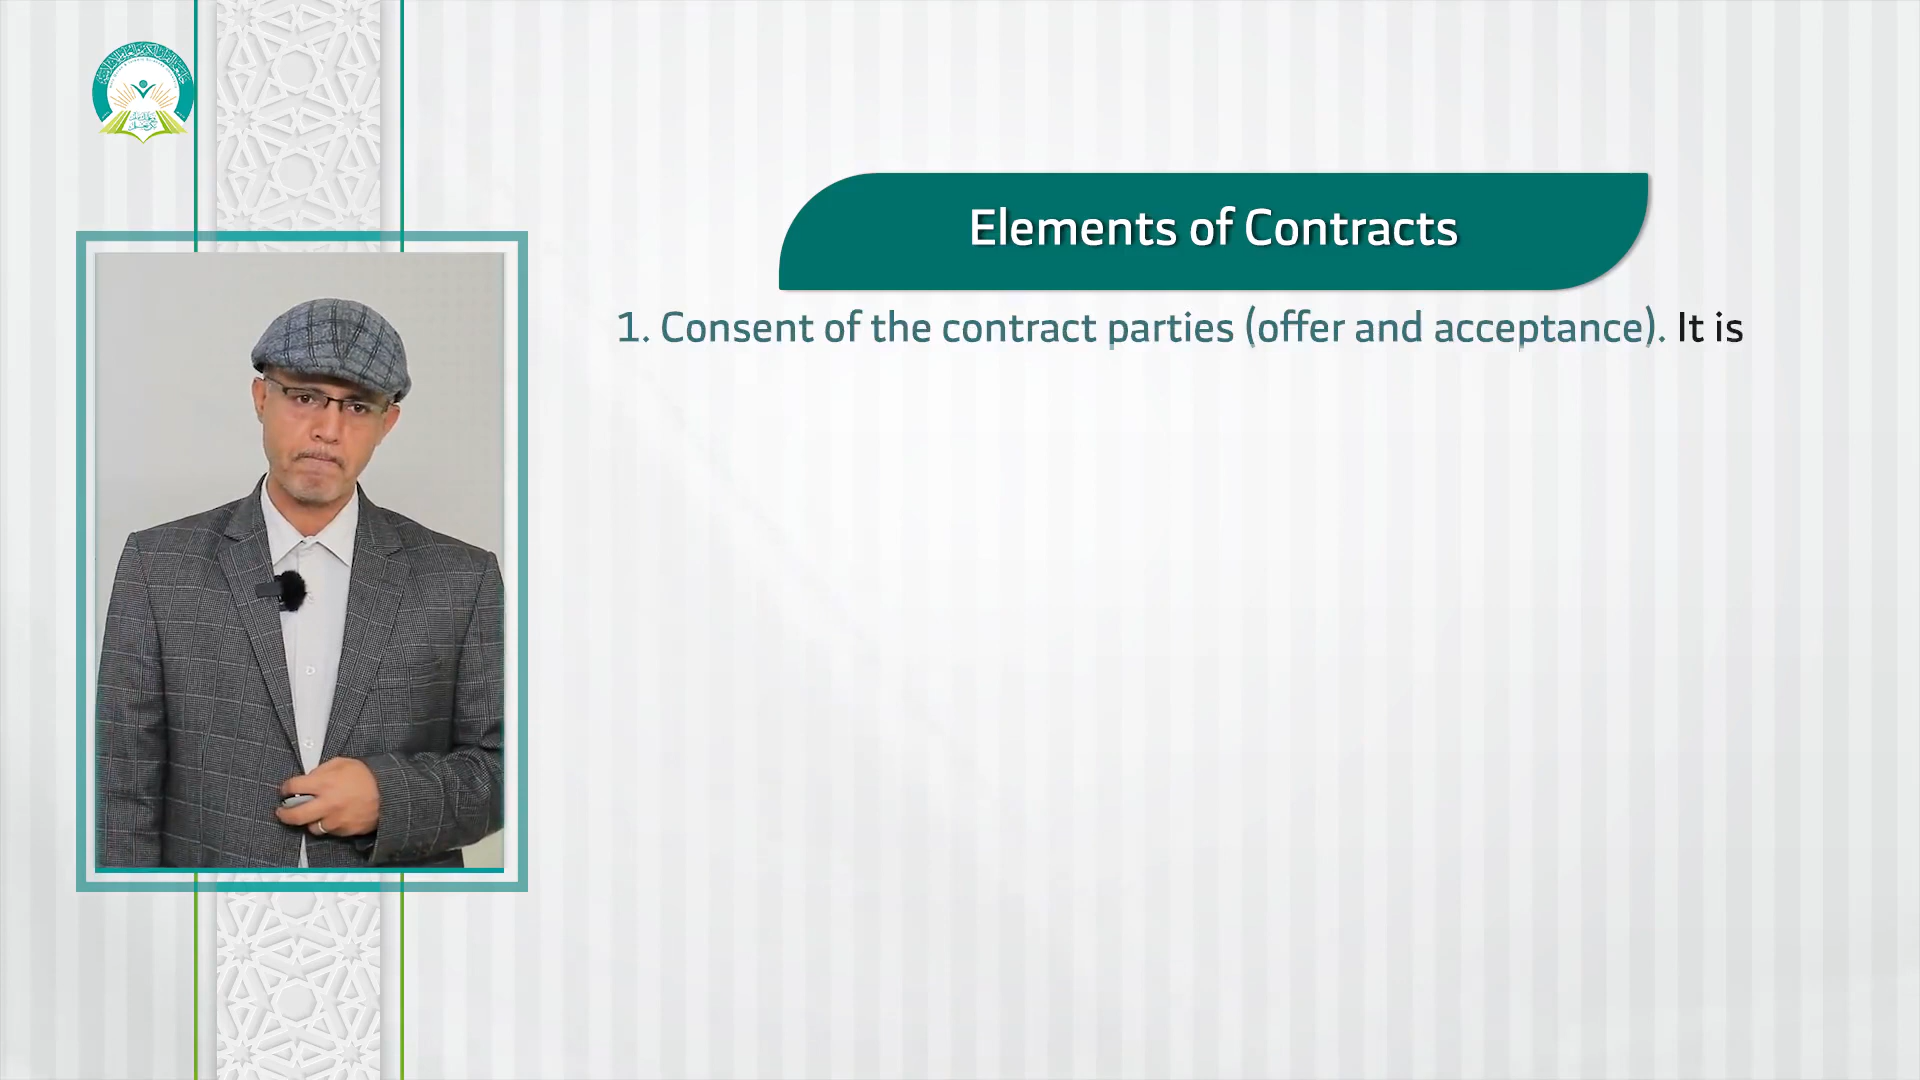 Elements of Contracts
1. Consent of the contract parties (offer and acceptance). It is